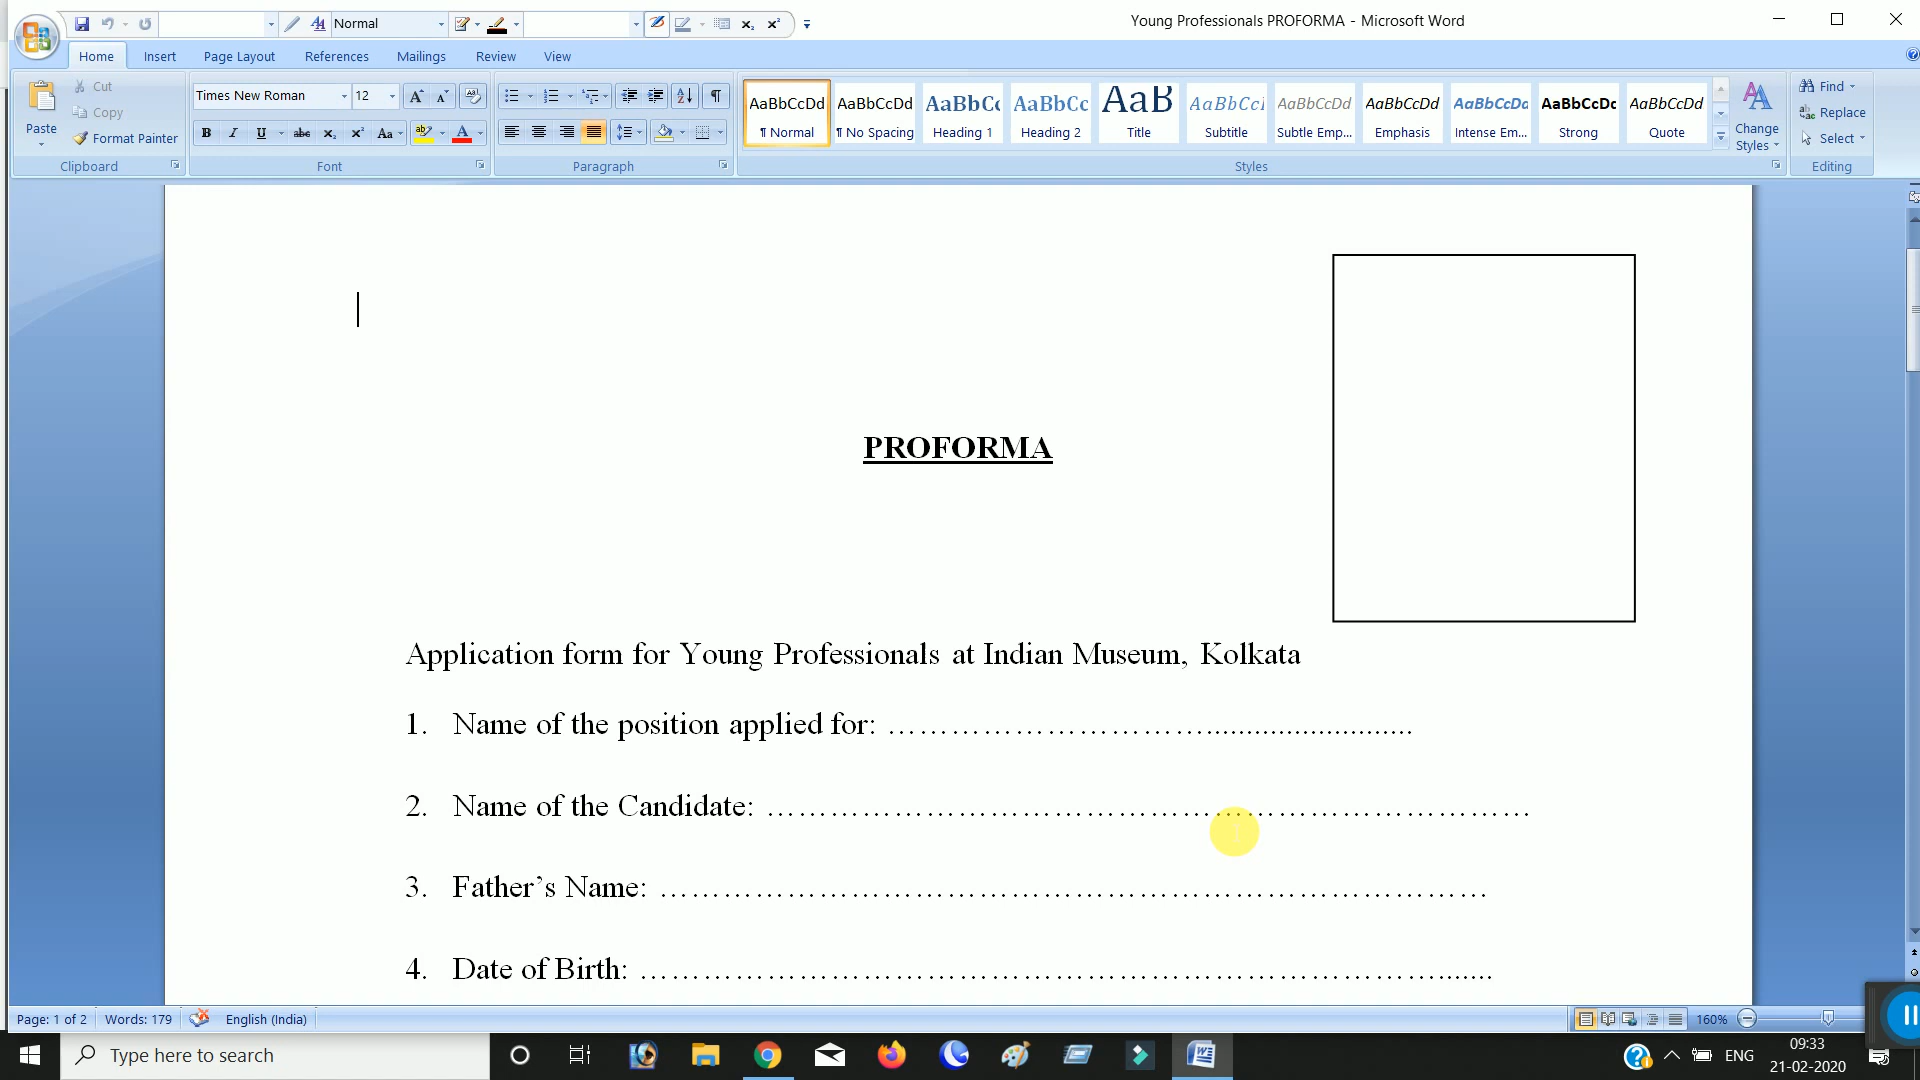 Normal
Young Professionals PROFORMA - Microsoft Word
Home Insert Page Layout References Mailings Review View
Paste
Cut
Copy
Format Painter
Clipboard
Times New Roman 12
Font
Paragraph
AaBbCcDd AaBbCcDd AaBbCc AaBbCc AaB AaBbCcI AaBbCcDd AaBbCcDd AaBbCcDd AaBbCcDc AaBbCcDd
¶ Normal ¶ No Spacing Heading 1 Heading 2 Title Subtitle Subtle Emp... Emphasis Intense Em... Strong Quote
Change Styles
Styles
Find
Replace
Select
Editing
PROFORMA
Application form for Young Professionals at Indian Museum, Kolkata
1. Name of the position applied for: ………………………….........................
2. Name of the Candidate: ………………………………………………………………
3. Father’s Name: ……………………………………………………………………
4. Date of Birth: …………………………………………………………………......
Page: 1 of 2 Words: 179 English (India) 160%
Type here to search
ENG
09:33
21-02-2020